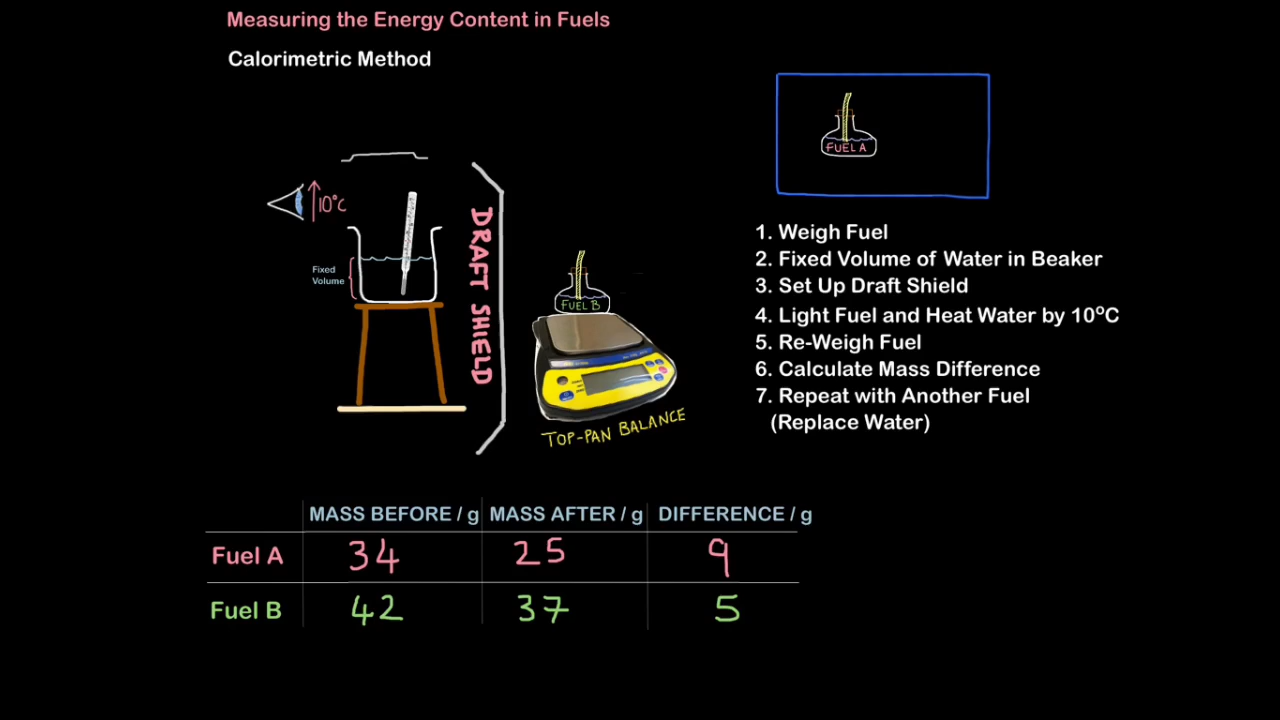 Measuring the Energy Content in Fuels
Calorimetric Method
FUEL A
10°C
Fixed
Volume
DRAFT SHIELD
FUEL B
TOP-PAN BALANCE
1. Weigh Fuel
2. Fixed Volume of Water in Beaker
3. Set Up Draft Shield
4. Light Fuel and Heat Water by 10°C
5. Re-Weigh Fuel
6. Calculate Mass Difference
7. Repeat with Another Fuel
(Replace Water)
MASS BEFORE / g MASS AFTER / g DIFFERENCE / g
Fuel A 34 25 9
Fuel B 42 37 5